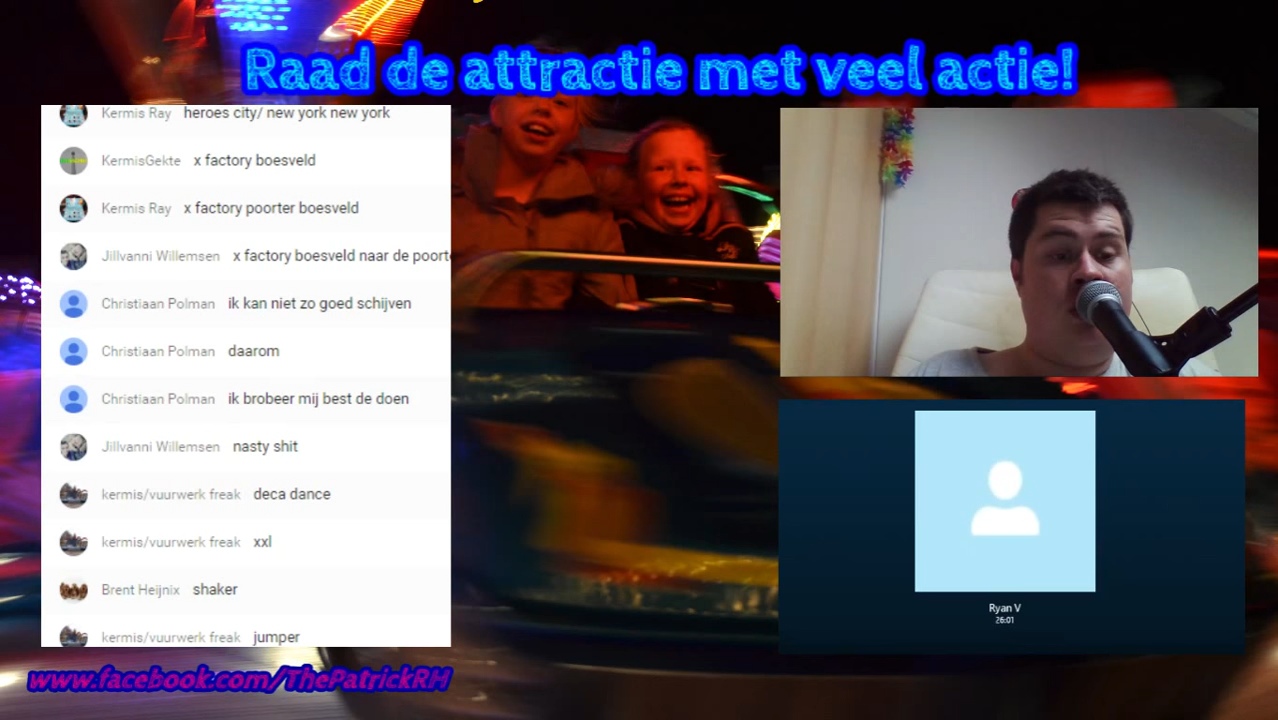 Raad de attractie met veel actie!
Kermis Ray heroes city/ new york new york
KermisGekte x factory boesveld
Kermis Ray x factory poorter boesveld
Jillvanni Willemsen x factory boesveld naar de poorte
Christiaan Polman ik kan niet zo goed schijven
Christiaan Polman daarom
Christiaan Polman ik brobeer mij best de doen
Jillvanni Willemsen nasty shit
kermis/vuurwerk freak deca dance
kermis/vuurwerk freak xxl
Brent Heijnix shaker
kermis/vuurwerk freak jumper
Ryan V
26:01
www.facebook.com/ThePatrickRH